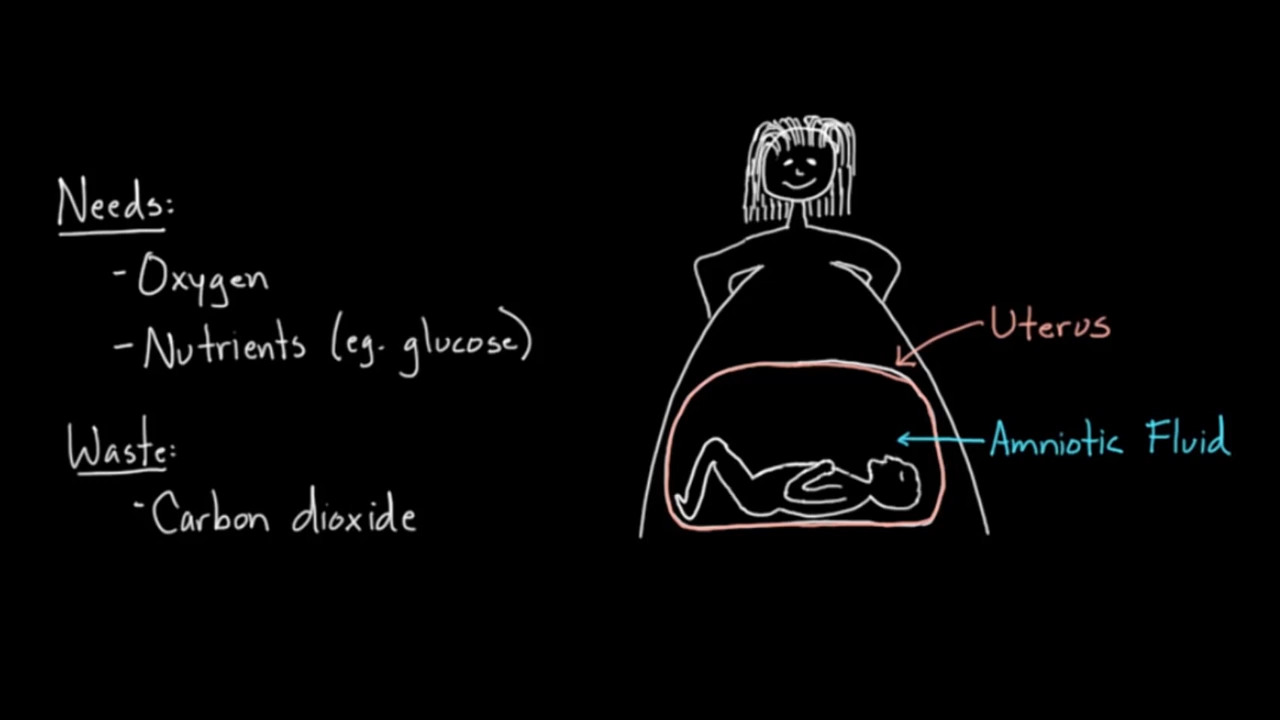 Needs:
- Oxygen
- Nutrients (eg. glucose)
Waste:
- Carbon dioxide
Uterus
Amniotic Fluid